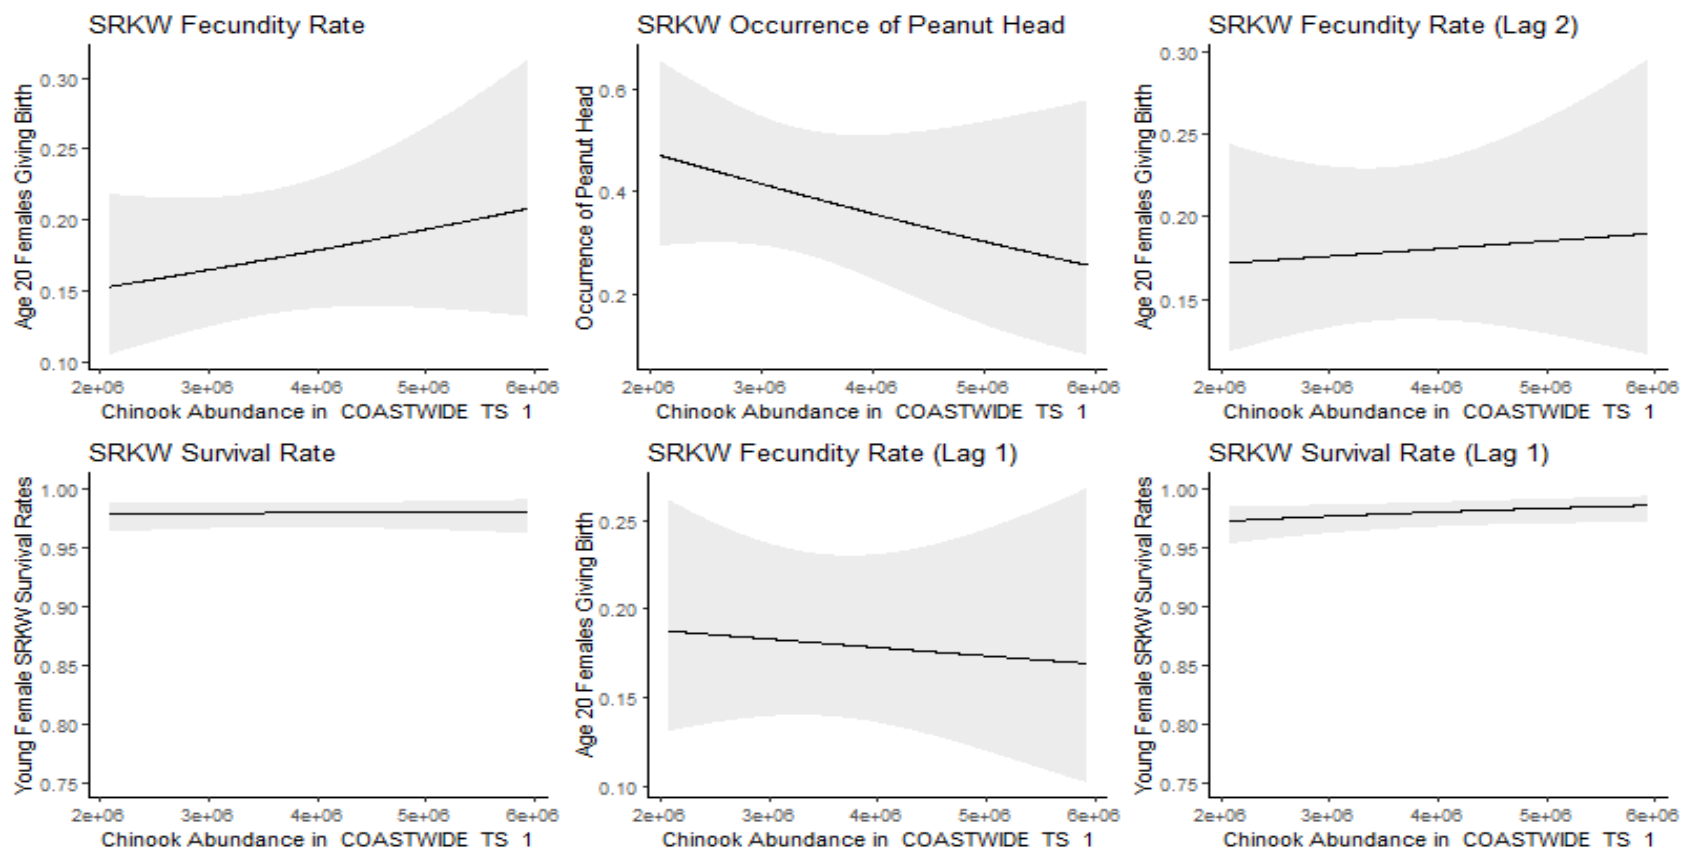 SRKW Fecundity Rate
Age 20 Females Giving Birth
0.30
0.25
0.20
0.15
0.10
2e+06 3e+06 4e+06 5e+06 6e+06
Chinook Abundance in COASTWIDE TS 1
SRKW Occurrence of Peanut Head
Occurrence of Peanut Head
0.6
0.4
0.2
2e+06 3e+06 4e+06 5e+06 6e+06
Chinook Abundance in COASTWIDE TS 1
SRKW Fecundity Rate (Lag 2)
Age 20 Females Giving Birth
0.30
0.25
0.20
0.15
2e+06 3e+06 4e+06 5e+06 6e+06
Chinook Abundance in COASTWIDE TS 1
SRKW Survival Rate
Young Female SRKW Survival Rates
1.00
0.95
0.90
0.85
0.80
0.75
2e+06 3e+06 4e+06 5e+06 6e+06
Chinook Abundance in COASTWIDE TS 1
SRKW Fecundity Rate (Lag 1)
Age 20 Females Giving Birth
0.25
0.20
0.15
0.10
2e+06 3e+06 4e+06 5e+06 6e+06
Chinook Abundance in COASTWIDE TS 1
SRKW Survival Rate (Lag 1)
Young Female SRKW Survival Rates
1.00
0.95
0.90
0.85
0.80
0.75
2e+06 3e+06 4e+06 5e+06 6e+06
Chinook Abundance in COASTWIDE TS 1